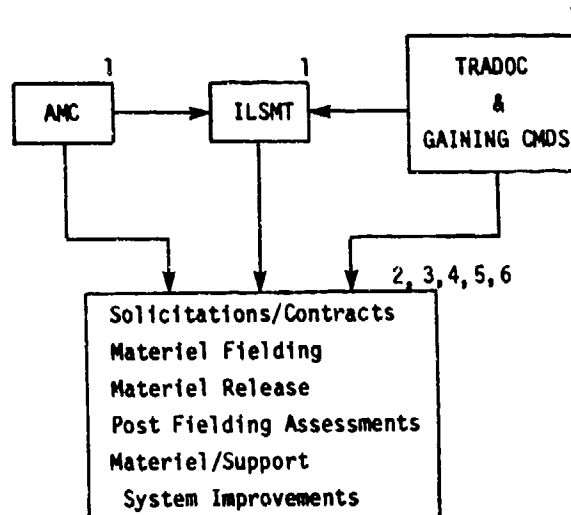 1
1
AMC
ILSMT
TRADOC
&
GAINING CMDS
2, 3, 4, 5, 6
Solicitations/Contracts
Materiel Fielding
Materiel Release
Post Fielding Assessments
Materiel/Support
System Improvements